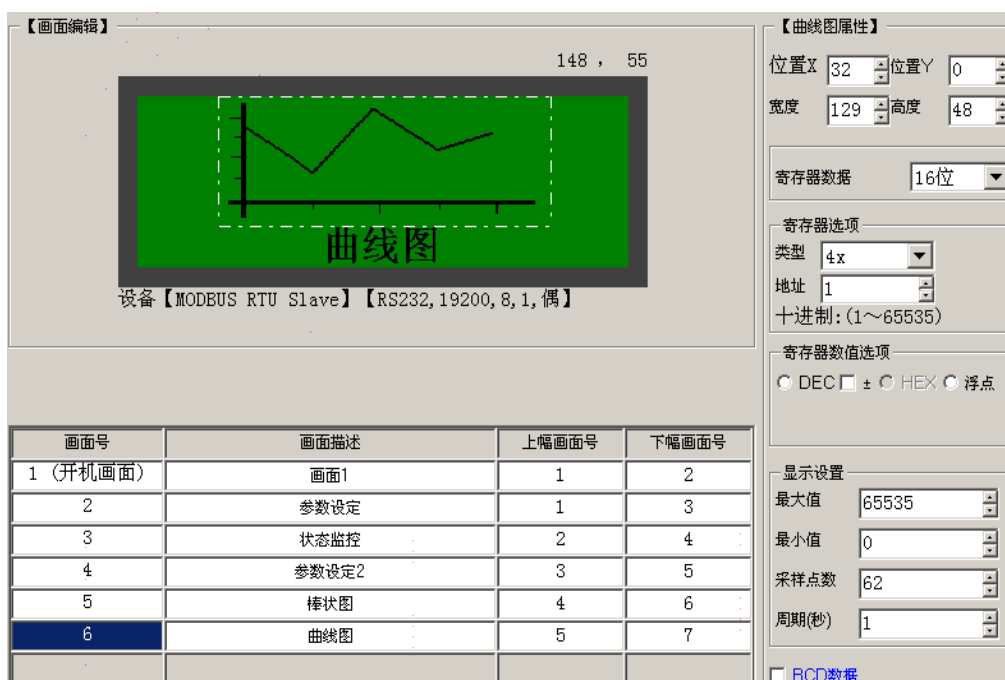 【画面编辑】
148 , 55
曲线图
设备【MODBUS RTU Slave】【RS232,19200,8,1,偶】
画面号 画面描述 上幅画面号 下幅画面号
1 (开机画面) 画面1 1 2
2 参数设定 1 3
3 状态监控 2 4
4 参数设定2 3 5
5 棒状图 4 6
6 曲线图 5 7
【曲线图属性】
位置X 32 位置Y 0
宽度 129 高度 48
寄存器数据 16位
寄存器选项
类型 4x
地址 1
十进制:(1～65535)
寄存器数值选项
DEC ± HEX 浮点
显示设置
最大值 65535
最小值 0
采样点数 62
周期(秒) 1
BCD数据